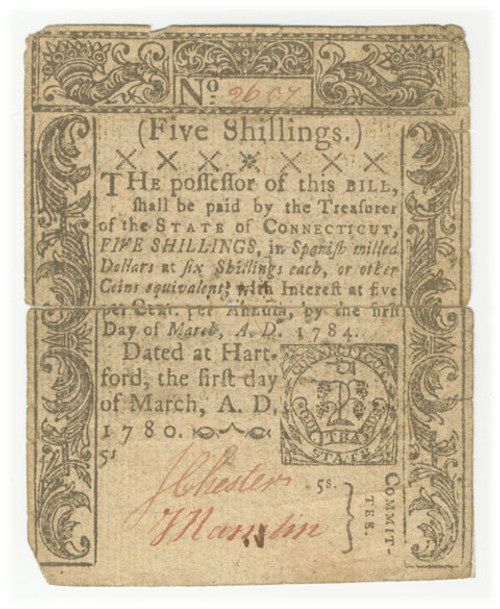 No. 2657
(Five Shillings.)
X X X * X X X
THE poſſeſſor of this BILL,
ſhall be paid by the Treaſurer
of the STATE of CONNECTICUT,
FIVE SHILLINGS, in Spaniſh milled
Dollars at ſix Shillings each, or other
Coins equivalent, with Intereſt at five
per Cent. per Annum, by the firſt
Day of March, A. D. 1784.
Dated at Hart-
ford, the first day
of March, A. D.
1780.
CONNECTICUT
STATE
5s
J Chester
5s.
COMMIT-
TEE.